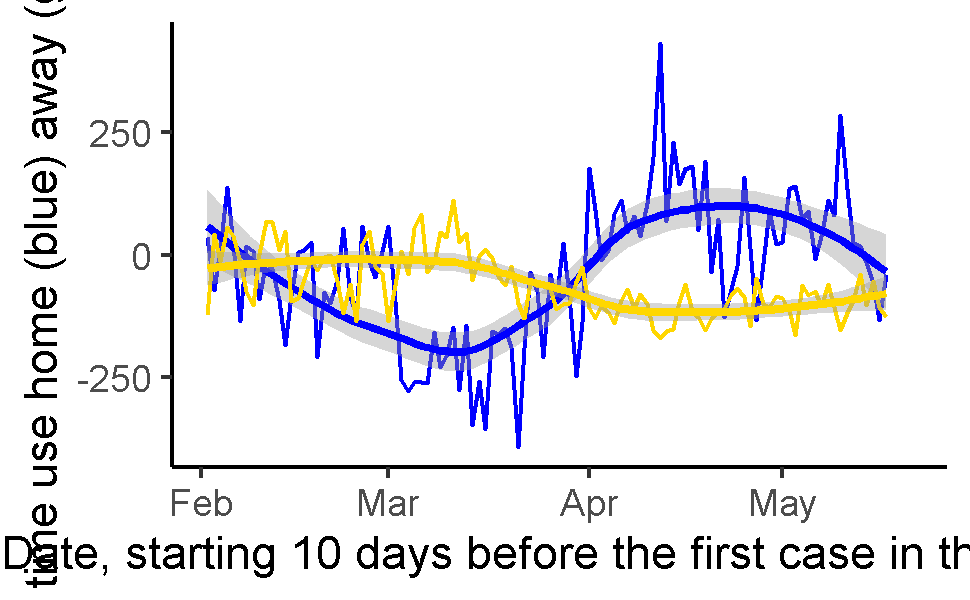 time use home (blue) away (
250
0
-250
Feb Mar Apr May
Date, starting 10 days before the first case in th